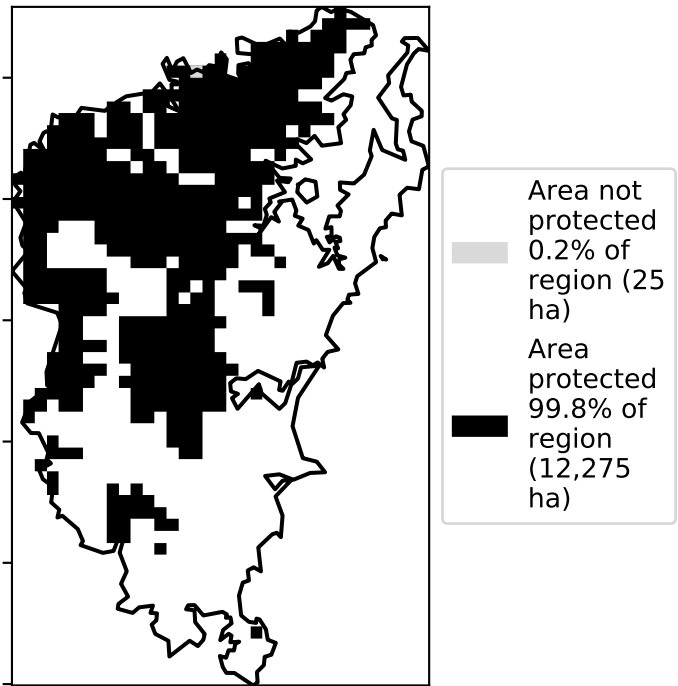 Area not
protected
0.2% of
region (25
ha)
Area
protected
99.8% of
region
(12,275
ha)